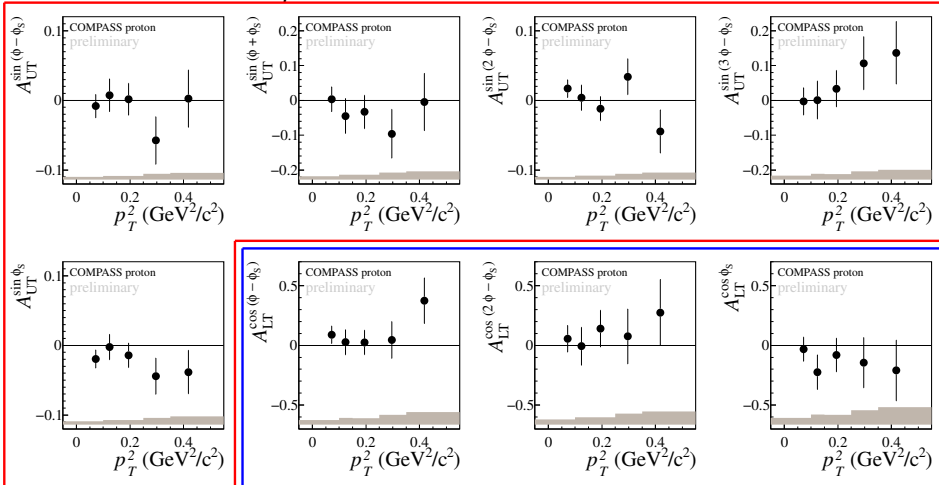 A_UT^sin (ϕ - ϕ_S)
COMPASS proton
preliminary
0.1
0
−0.1
0 0.2 0.4
p_T^2 (GeV^2/c^2)
A_UT^sin (ϕ + ϕ_S)
COMPASS proton
preliminary
0.2
0.1
0
−0.1
−0.2
0 0.2 0.4
p_T^2 (GeV^2/c^2)
A_UT^sin (2 ϕ - ϕ_S)
COMPASS proton
preliminary
0.1
0
−0.1
0 0.2 0.4
p_T^2 (GeV^2/c^2)
A_UT^sin (3 ϕ - ϕ_S)
COMPASS proton
preliminary
0.2
0.1
0
−0.1
−0.2
0 0.2 0.4
p_T^2 (GeV^2/c^2)
A_UT^sin ϕ_S
COMPASS proton
preliminary
0.1
0
−0.1
0 0.2 0.4
p_T^2 (GeV^2/c^2)
A_LT^cos (ϕ - ϕ_S)
COMPASS proton
preliminary
0.5
0
−0.5
0 0.2 0.4
p_T^2 (GeV^2/c^2)
A_LT^cos (2 ϕ - ϕ_S)
COMPASS proton
preliminary
0.5
0
−0.5
0 0.2 0.4
p_T^2 (GeV^2/c^2)
A_LT^cos ϕ_S
COMPASS proton
preliminary
0.5
0
−0.5
0 0.2 0.4
p_T^2 (GeV^2/c^2)